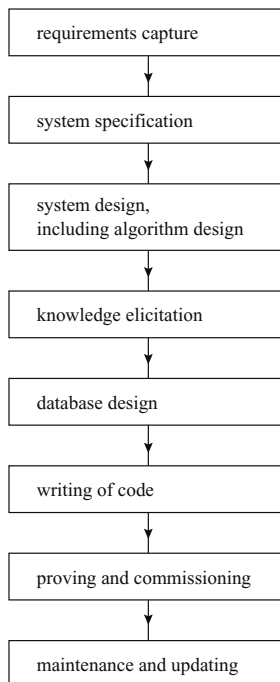 requirements capture
system specification
system design,
including algorithm design
knowledge elicitation
database design
writing of code
proving and commissioning
maintenance and updating